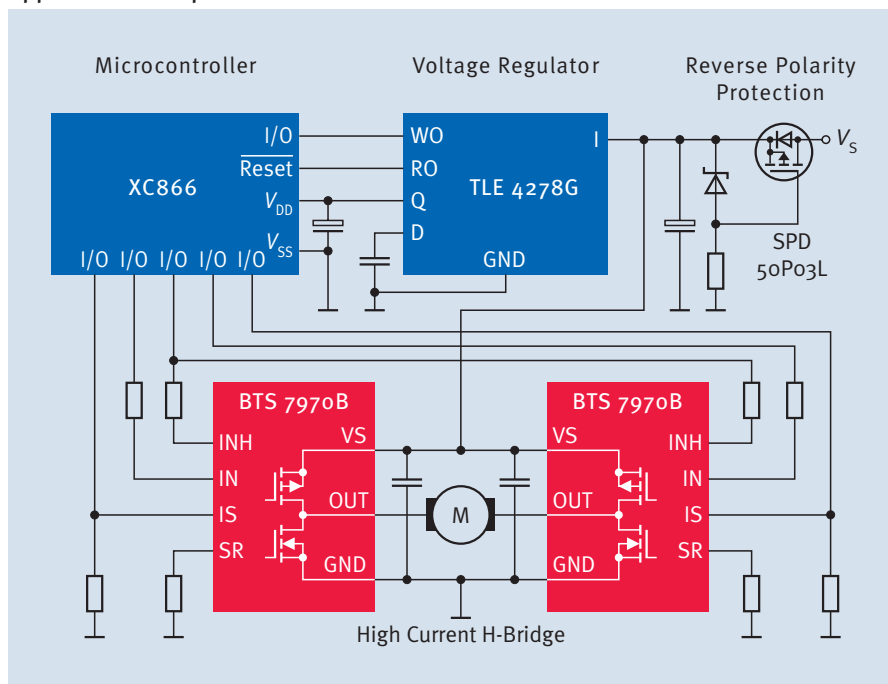 Microcontroller
Voltage Regulator
Reverse Polarity
Protection
I/O
WO
I
V_S
Reset
RO
XC866
TLE 4278G
V_DD
Q
D
V_SS
GND
SPD
50P03L
I/O I/O I/O I/O I/O
BTS 7970B
BTS 7970B
VS
VS
INH
INH
IN
IN
OUT
OUT
M
IS
IS
SR
SR
GND
GND
High Current H-Bridge